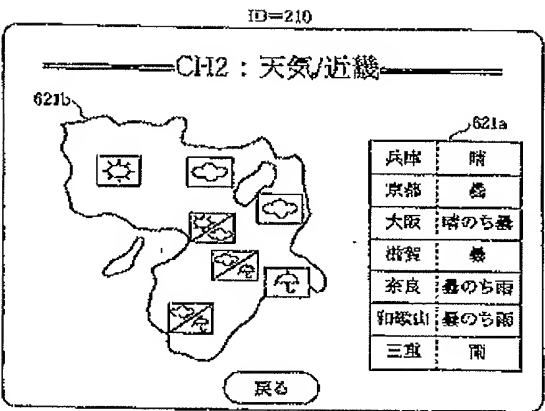 ID=210
CH2:天気/近畿
621b
621a
兵庫 晴
京都 曇
大阪 晴のち曇
滋賀 曇
奈良 曇のち雨
和歌山 曇のち雨
三重 雨
戻る